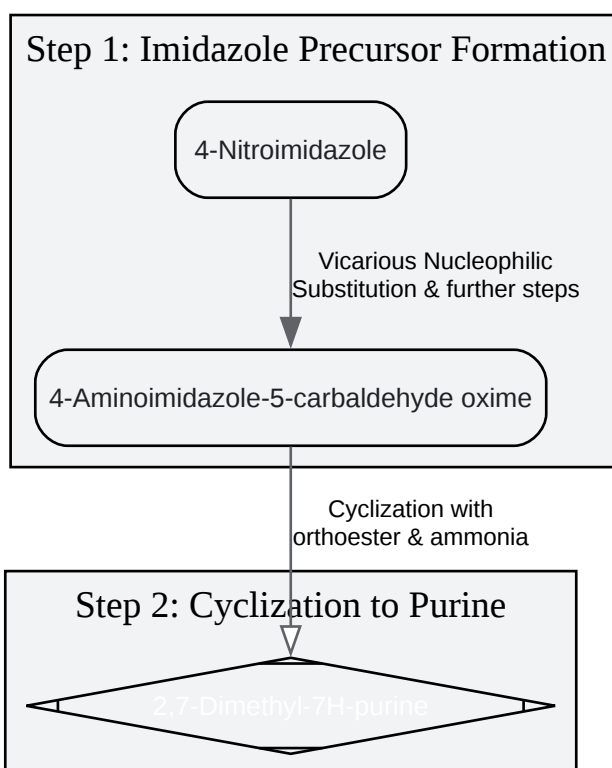 Step 1: Imidazole Precursor Formation
4-Nitroimidazole
Vicarious Nucleophilic
Substitution & further steps
4-Aminoimidazole-5-carbaldehyde oxime
Cyclization with
orthoester & ammonia
Step 2: Cyclization to Purine
2,7-Dimethyl-7H-purine